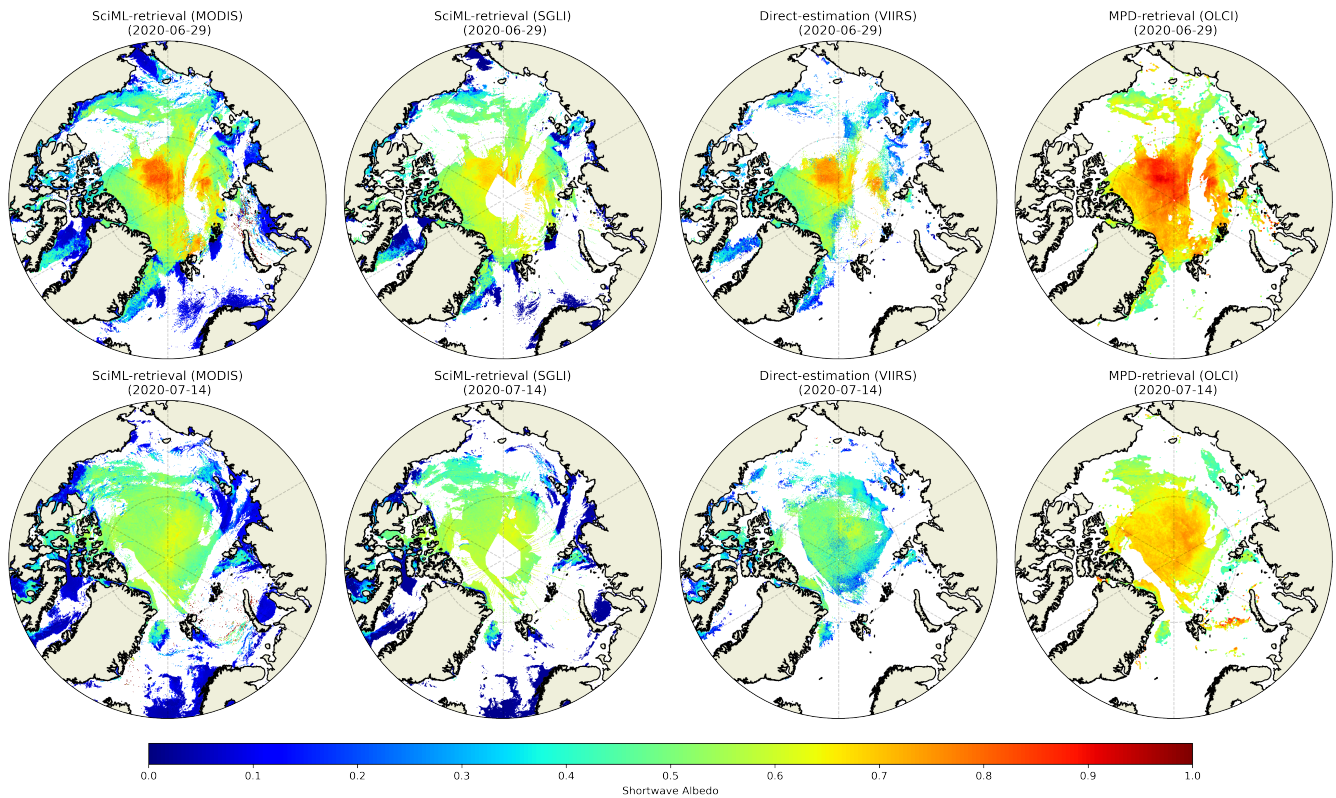 SciML-retrieval (MODIS)
(2020-06-29)
SciML-retrieval (SGLI)
(2020-06-29)
Direct-estimation (VIIRS)
(2020-06-29)
MPD-retrieval (OLCI)
(2020-06-29)
SciML-retrieval (MODIS)
(2020-07-14)
SciML-retrieval (SGLI)
(2020-07-14)
Direct-estimation (VIIRS)
(2020-07-14)
MPD-retrieval (OLCI)
(2020-07-14)
0.0 0.1 0.2 0.3 0.4 0.5 0.6 0.7 0.8 0.9 1.0
Shortwave Albedo